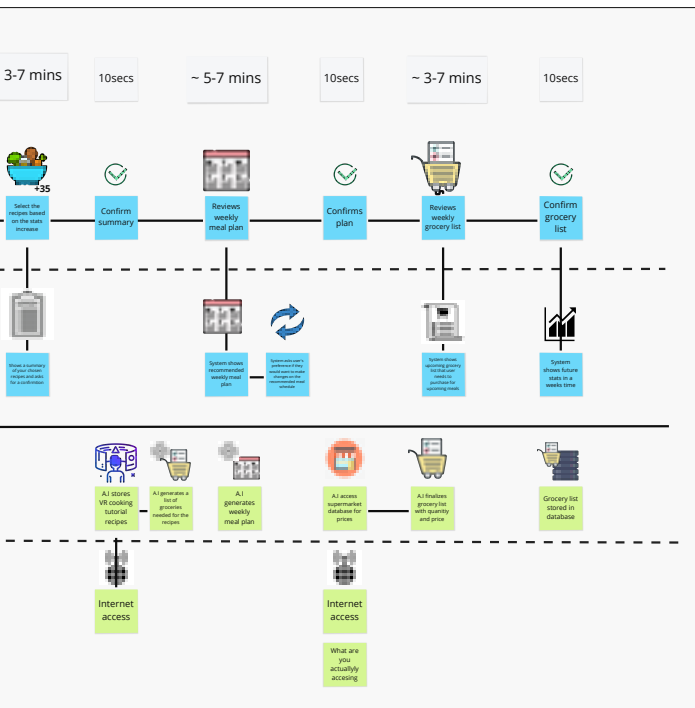 3-7 mins
10secs
~ 5-7 mins
10secs
~ 3-7 mins
10secs
+35
Select the
recipes based
on the stats
increase
Confirm
summary
Reviews
weekly
meal plan
Confirms
plan
Reviews
weekly
grocery list
Confirm
grocery
list
Shows a summary
of your chosen
recipes and asks
for a confirmation
System shows
recommended
weekly meal
plan
System asks user's
preference if they
would want to make
changes on the
recommended meal
schedule
System shows
upcoming grocery
list that user
needs to
purchase for
upcoming meals
System
shows future
stats in a
weeks time
A.I stores
VR cooking
tutorial
recipes
A.I generates a
list of
groceries
needed for the
recipes
A.I
generates
weekly
meal plan
A.I access
supermarket
database for
prices
A.I finalizes
grocery list
with quanity
and price
Grocery list
stored in
database
Internet
access
Internet
access
What are
you
actuallyly
accesing